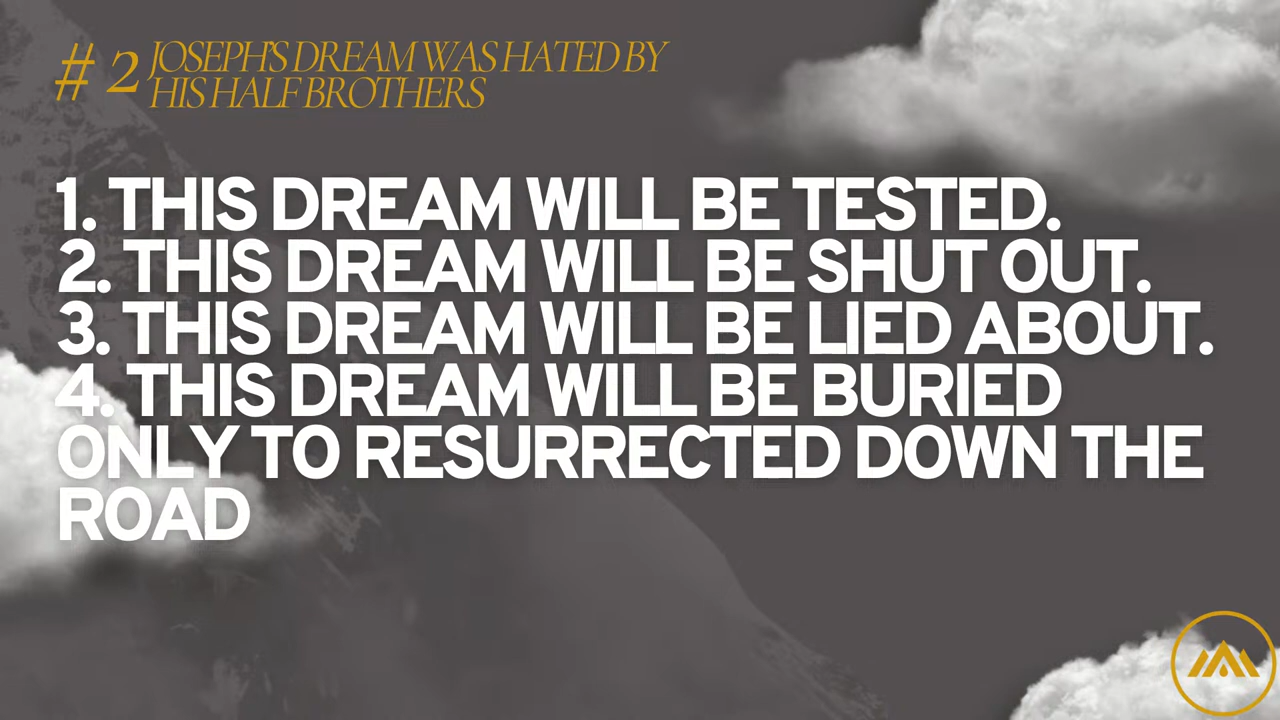 # 2 JOSEPH'S DREAM WAS HATED BY
HIS HALF BROTHERS
1. THIS DREAM WILL BE TESTED.
2. THIS DREAM WILL BE SHUT OUT.
3. THIS DREAM WILL BE LIED ABOUT.
4. THIS DREAM WILL BE BURIED
ONLY TO RESURRECTED DOWN THE
ROAD